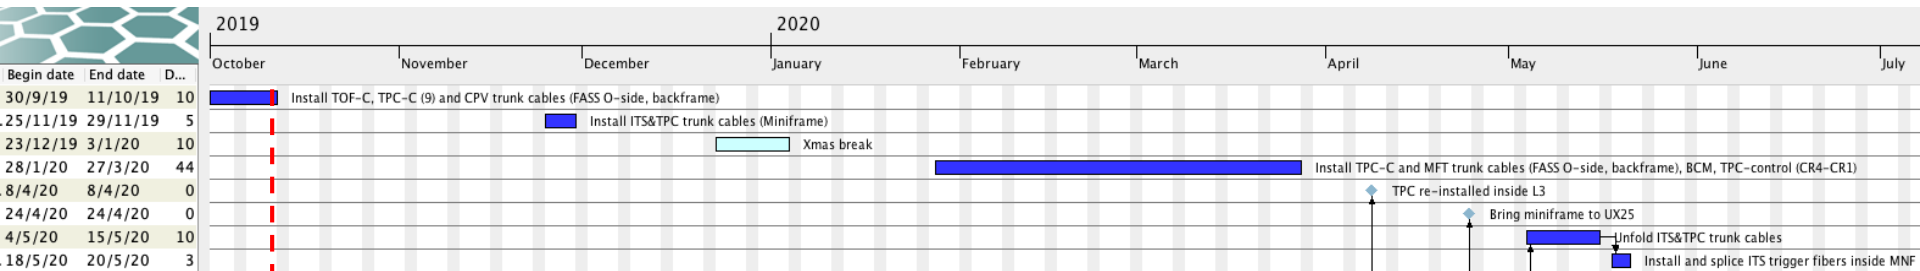 2019 2020
October November December January February March April May June July
Begin date End date D...
30/9/19 11/10/19 10 Install TOF-C, TPC-C (9) and CPV trunk cables (FASS O-side, backframe)
.25/11/19 29/11/19 5 Install ITS&TPC trunk cables (Miniframe)
23/12/19 3/1/20 10 Xmas break
28/1/20 27/3/20 44 Install TPC-C and MFT trunk cables (FASS O-side, backframe), BCM, TPC-control (CR4-CR1)
.8/4/20 8/4/20 0 TPC re-installed inside L3
24/4/20 24/4/20 0 Bring miniframe to UX25
4/5/20 15/5/20 10 Unfold ITS&TPC trunk cables
.18/5/20 20/5/20 3 Install and splice ITS trigger fibers inside MNF